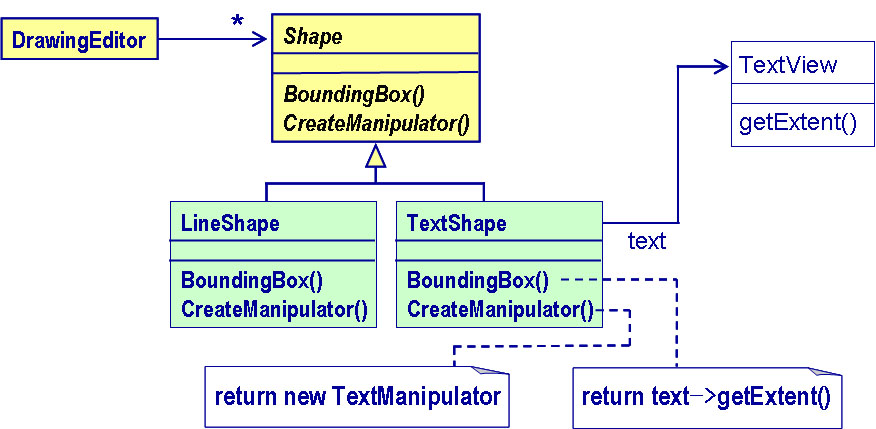 DrawingEditor
*
Shape
BoundingBox()
CreateManipulator()
TextView
getExtent()
LineShape
BoundingBox()
CreateManipulator()
TextShape
BoundingBox()
CreateManipulator()
text
return new TextManipulator
return text->getExtent()